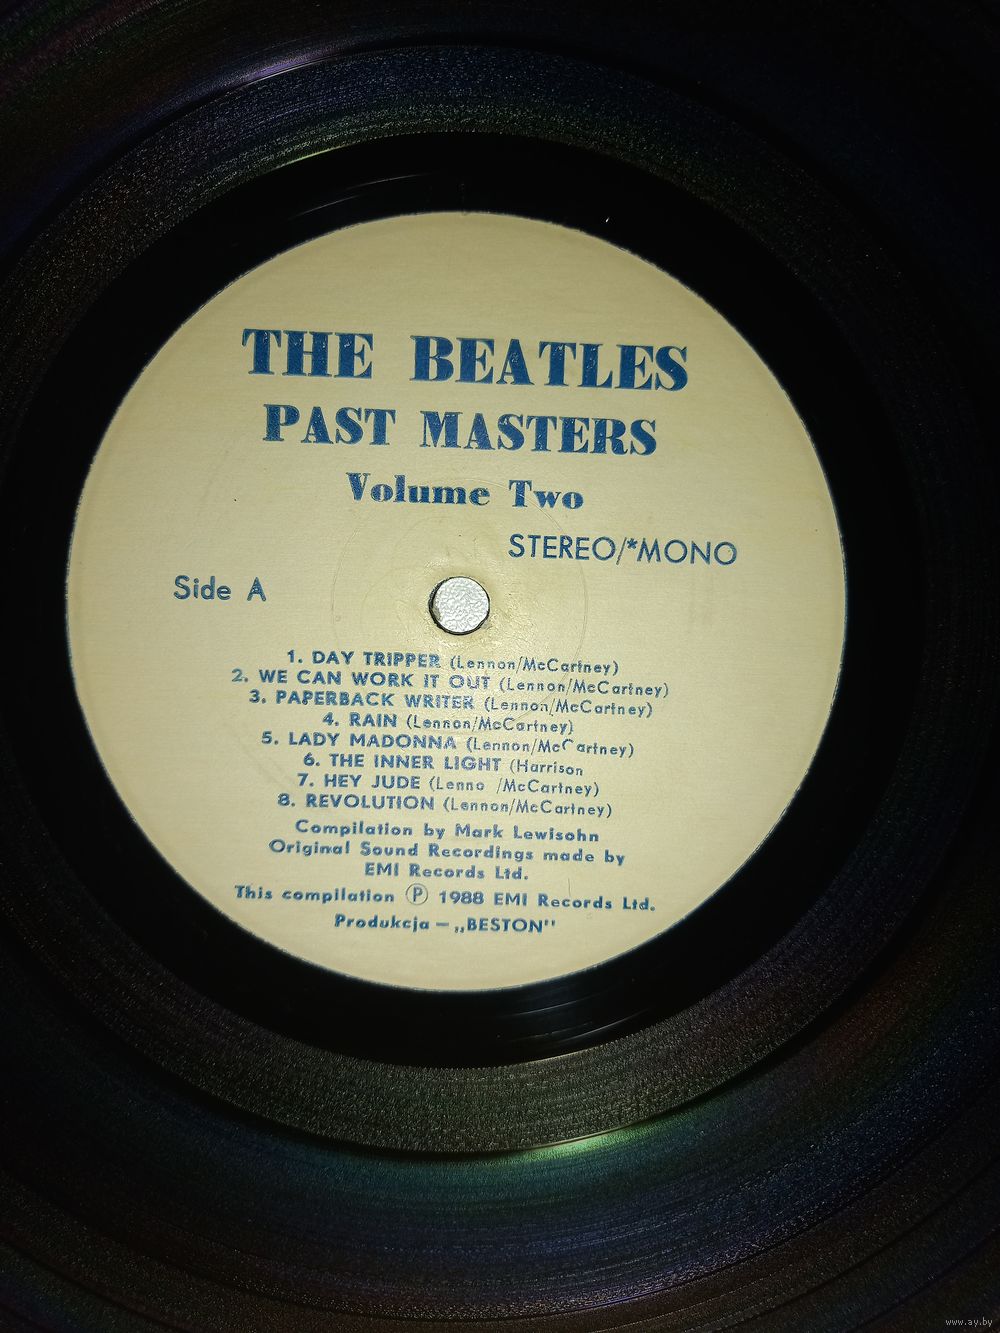 THE BEATLES
PAST MASTERS
Volume Two
STEREO/*MONO
Side A
1. DAY TRIPPER (Lennon/McCartney)
2. WE CAN WORK IT OUT (Lennon/McCartney)
3. PAPERBACK WRITER (Lennon/McCartney)
4. RAIN (Lennon/McCartney)
5. LADY MADONNA (Lennon/McCartney)
6. THE INNER LIGHT (Harrison
7. HEY JUDE (Lenno /McCartney)
8. REVOLUTION (Lennon/McCartney)
Compilation by Mark Lewisohn
Original Sound Recordings made by
EMI Records Ltd.
This compilation Ⓟ 1988 EMI Records Ltd.
Produkcja — „BESTON"
www.ay.by